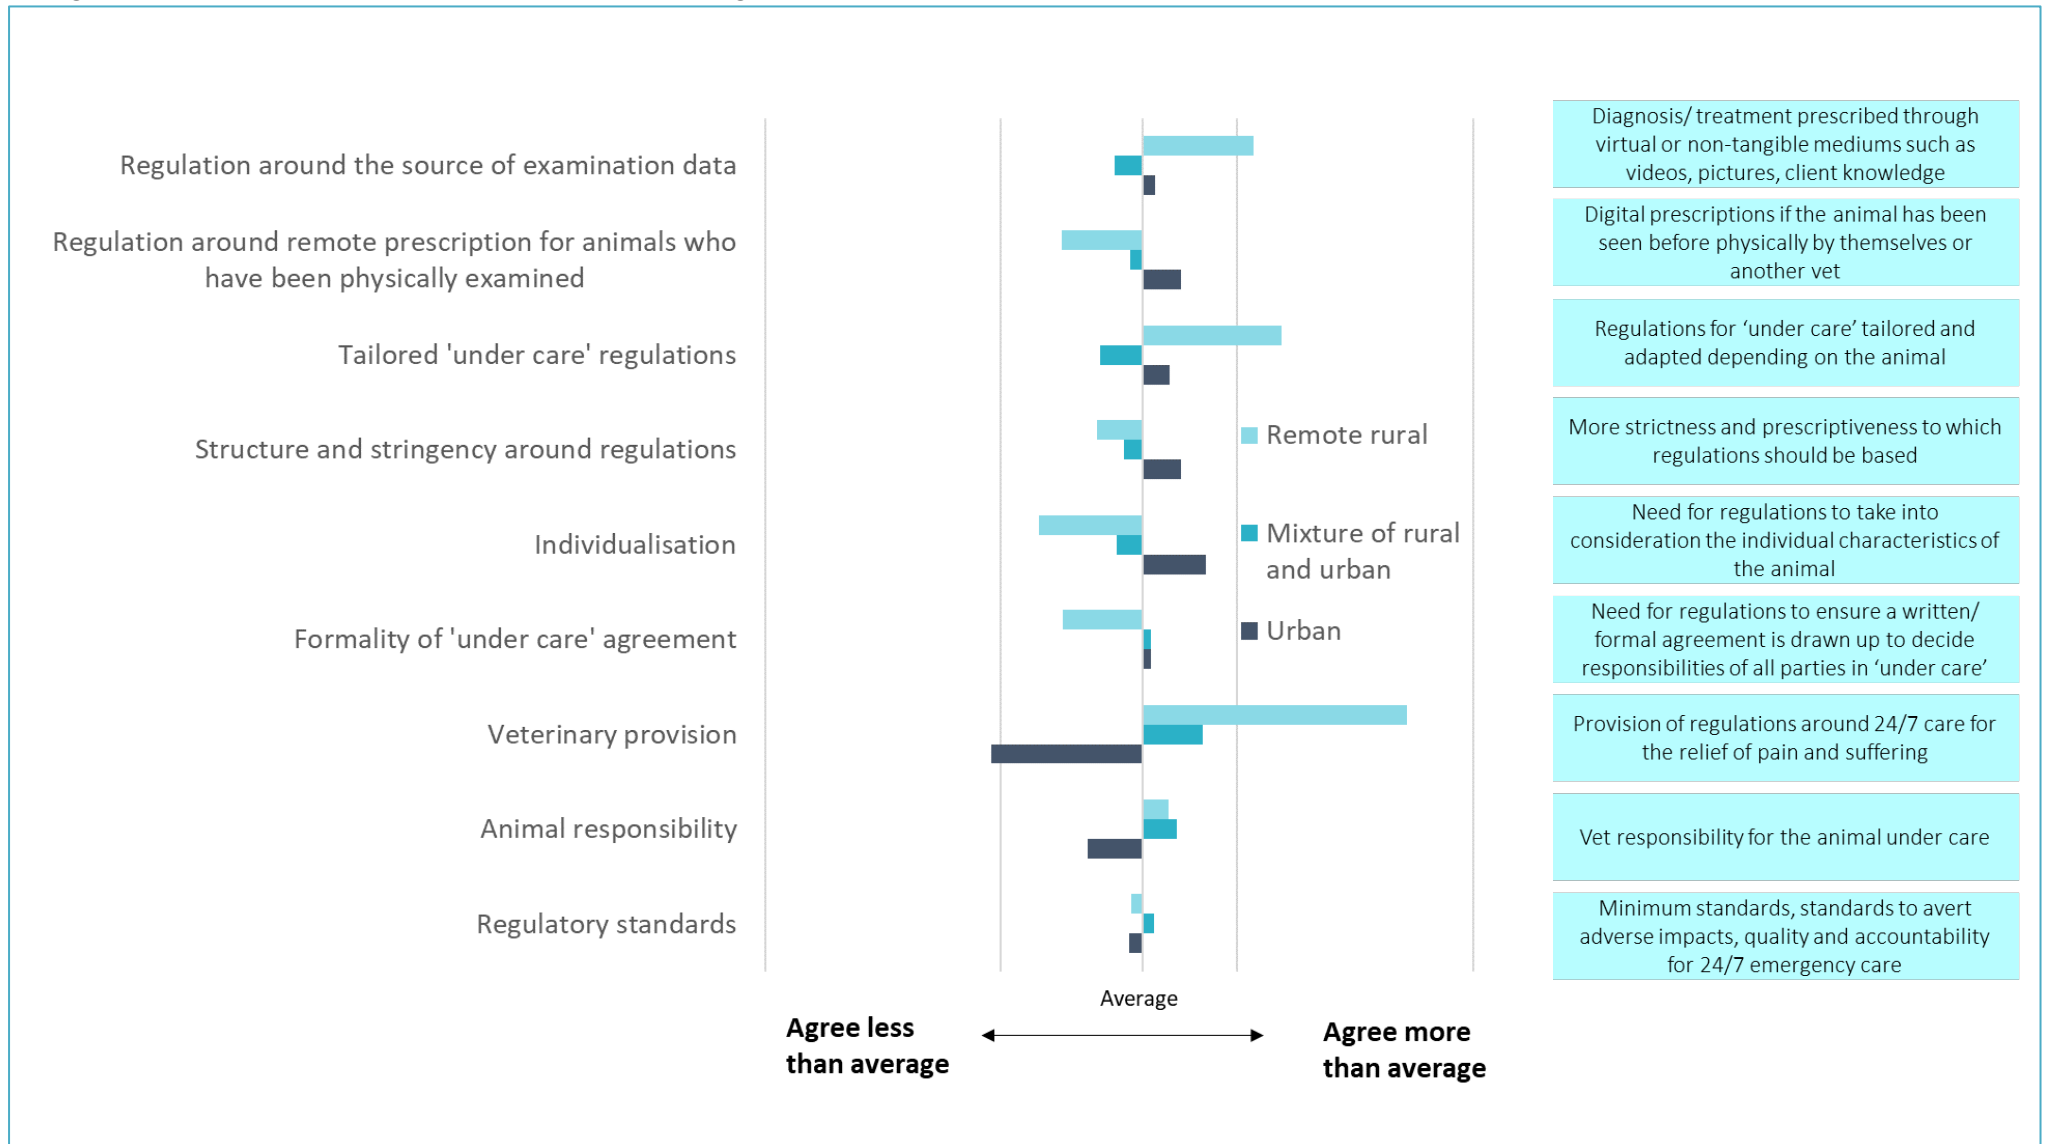 Regulation around the source of examination data
Regulation around remote prescription for animals who
have been physically examined
Tailored 'under care' regulations
Structure and stringency around regulations
Individualisation
Formality of 'under care' agreement
Veterinary provision
Animal responsibility
Regulatory standards
Remote rural
Mixture of rural
and urban
Urban
Average
Agree less
than average
Agree more
than average
Diagnosis/ treatment prescribed through
virtual or non-tangible mediums such as
videos, pictures, client knowledge
Digital prescriptions if the animal has been
seen before physically by themselves or
another vet
Regulations for ‘under care’ tailored and
adapted depending on the animal
More strictness and prescriptiveness to which
regulations should be based
Need for regulations to take into
consideration the individual characteristics of
the animal
Need for regulations to ensure a written/
formal agreement is drawn up to decide
responsibilities of all parties in ‘under care’
Provision of regulations around 24/7 care for
the relief of pain and suffering
Vet responsibility for the animal under care
Minimum standards, standards to avert
adverse impacts, quality and accountability
for 24/7 emergency care